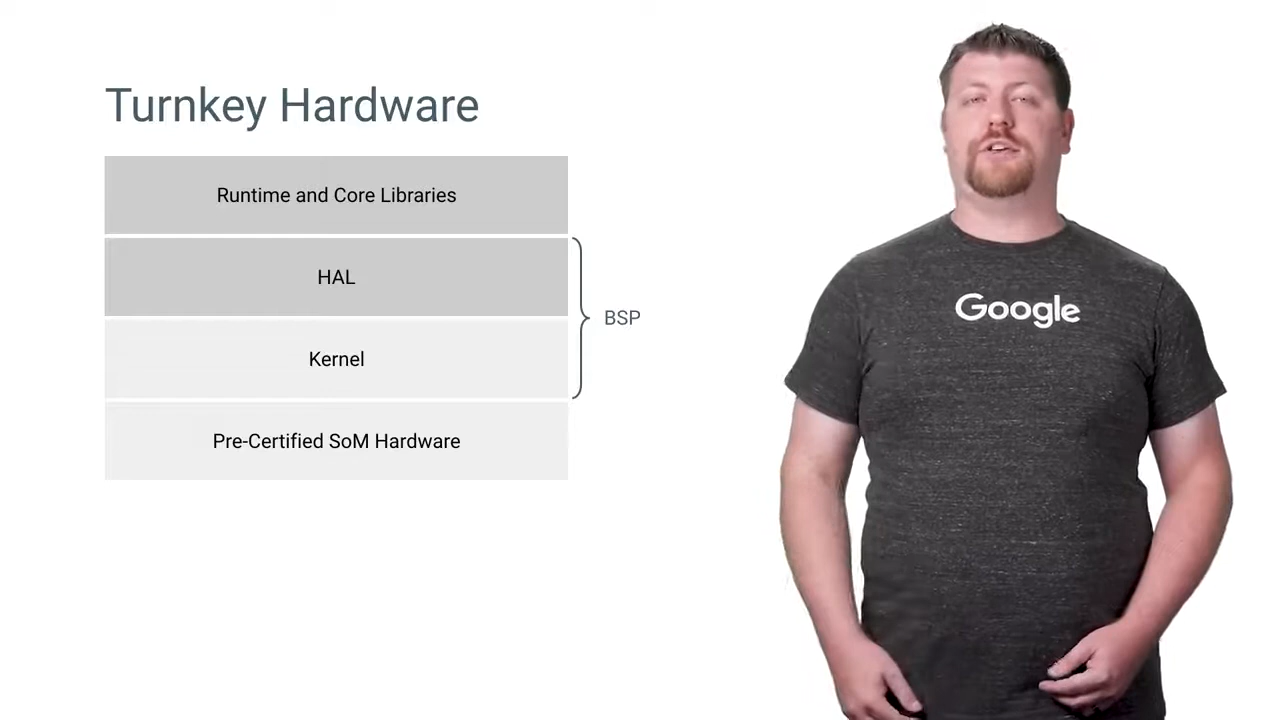 Turnkey Hardware
Runtime and Core Libraries
HAL
BSP
Kernel
Pre-Certified SoM Hardware
Google